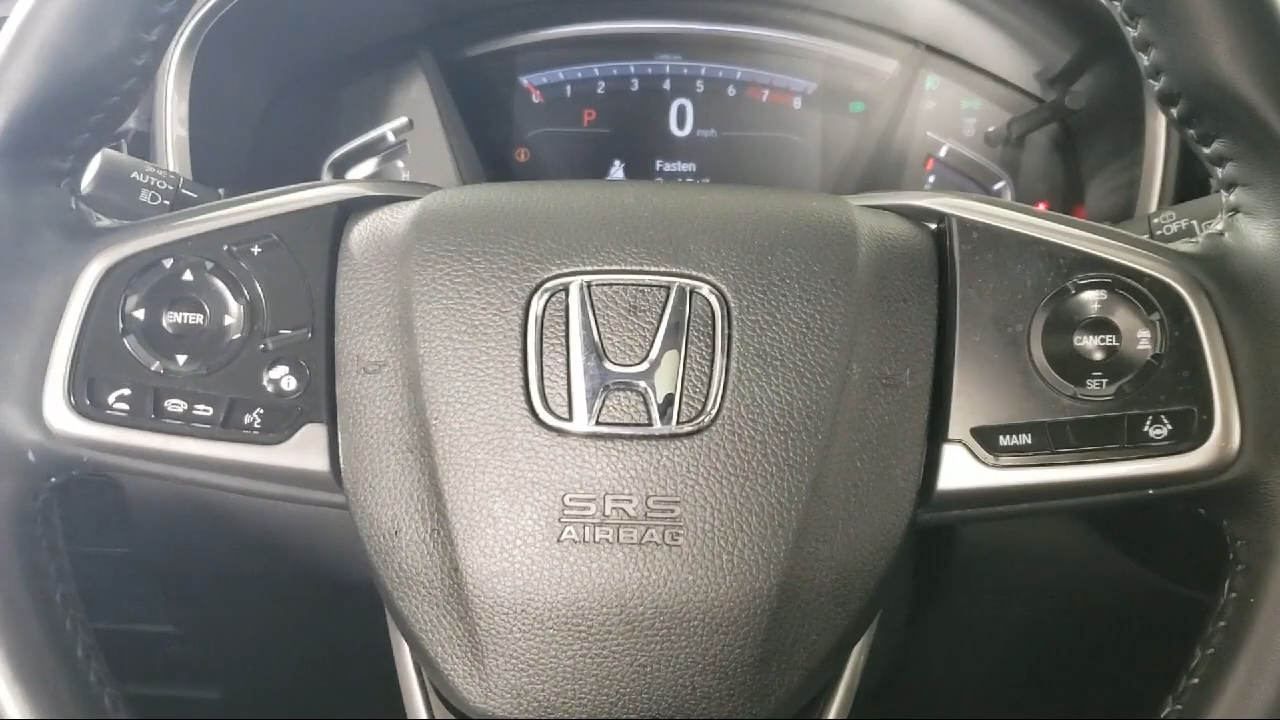 0 1 2 3 4 5 6 7 8
P
0 mph
Fasten
AUTO
OFF
+
ENTER
RES
+
CANCEL
−
SET
MAIN
SRS
AIRBAG